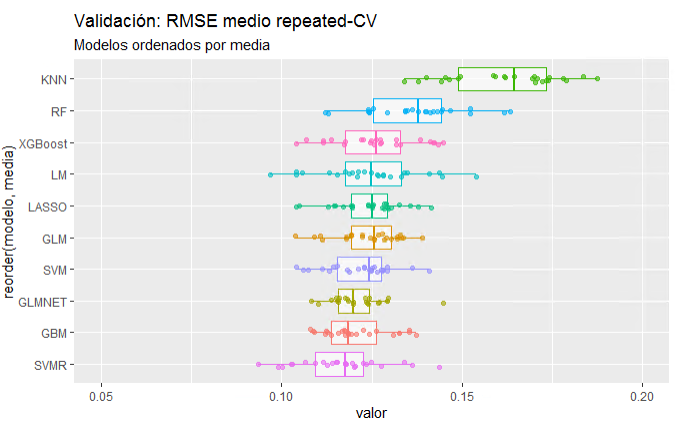 Validación: RMSE medio repeated-CV
Modelos ordenados por media
reorder(modelo, media)
KNN
RF
XGBoost
LM
LASSO
GLM
SVM
GLMNET
GBM
SVMR
0.05 0.10 0.15 0.20
valor